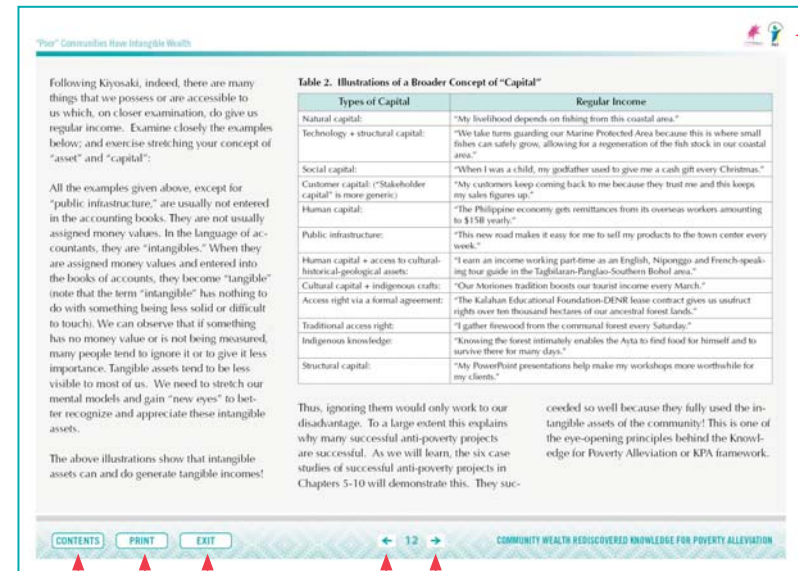 "Poor" Communities Have Intangible Wealth
Following Kiyosaki, indeed, there are many
things that we possess or are accessible to
us which, on closer examination, do give us
regular income. Examine closely the examples
below; and exercise stretching your concept of
"asset" and "capital":
All the examples given above, except for
"public infrastructure," are usually not entered
in the accounting books. They are not usually
assigned money values. In the language of ac-
countants, they are "intangibles." When they
are assigned money values and entered into
the books of accounts, they become "tangible"
(note that the term "intangible" has nothing to
do with something being less solid or difficult
to touch). We can observe that if something
has no money value or is not being measured,
many people tend to ignore it or to give it less
importance. Tangible assets tend to be less
visible to most of us. We need to stretch our
mental models and gain "new eyes" to bet-
ter recognize and appreciate these intangible
assets.
The above illustrations show that intangible
assets can and do generate tangible incomes!
Table 2. Illustrations of a Broader Concept of "Capital"
Types of Capital Regular Income
Natural capital: "My livelihood depends on fishing from this coastal area."
Technology + structural capital: "We take turns guarding our Marine Protected Area because this is where small
fishes can safely grow, allowing for a regeneration of the fish stock in our coastal
area."
Social capital: "When I was a child, my godfather used to give me a cash gift every Christmas."
Customer capital: ("Stakeholder "My customers keep coming back to me because they trust me and this keeps
capital" is more generic) my sales figures up."
Human capital: "The Philippine economy gets remittances from its overseas workers amounting
to $15B yearly."
Public infrastructure: "This new road makes it easy for me to sell my products to the town center every
week."
Human capital + access to cultural- "I earn an income working part-time as an English, Niponggo and French-speak-
historical-geological assets: ing tour guide in the Tagbilaran-Panglao-Southern Bohol area."
Cultural capital + indigenous crafts: "Our Moriones tradition boosts our tourist income every March."
Access right via a formal agreement: "The Kalahan Educational Foundation-DENR lease contract gives us usufruct
rights over ten thousand hectares of our ancestral forest lands."
Traditional access right: "I gather firewood from the communal forest every Saturday."
Indigenous knowledge: "Knowing the forest intimately enables the Ayta to find food for himself and to
survive there for many days."
Structural capital: "My PowerPoint presentations help make my workshops more worthwhile for
my clients."
Thus, ignoring them would only work to our
disadvantage. To a large extent this explains
why many successful anti-poverty projects
are successful. As we will learn, the six case
studies of successful anti-poverty projects in
Chapters 5-10 will demonstrate this. They suc-
ceeded so well because they fully used the in-
tangible assets of the community! This is one of
the eye-opening principles behind the Knowl-
edge for Poverty Alleviation or KPA framework.
CONTENTS PRINT EXIT ← 12 → COMMUNITY WEALTH REDISCOVERED KNOWLEDGE FOR POVERTY ALLEVIATION